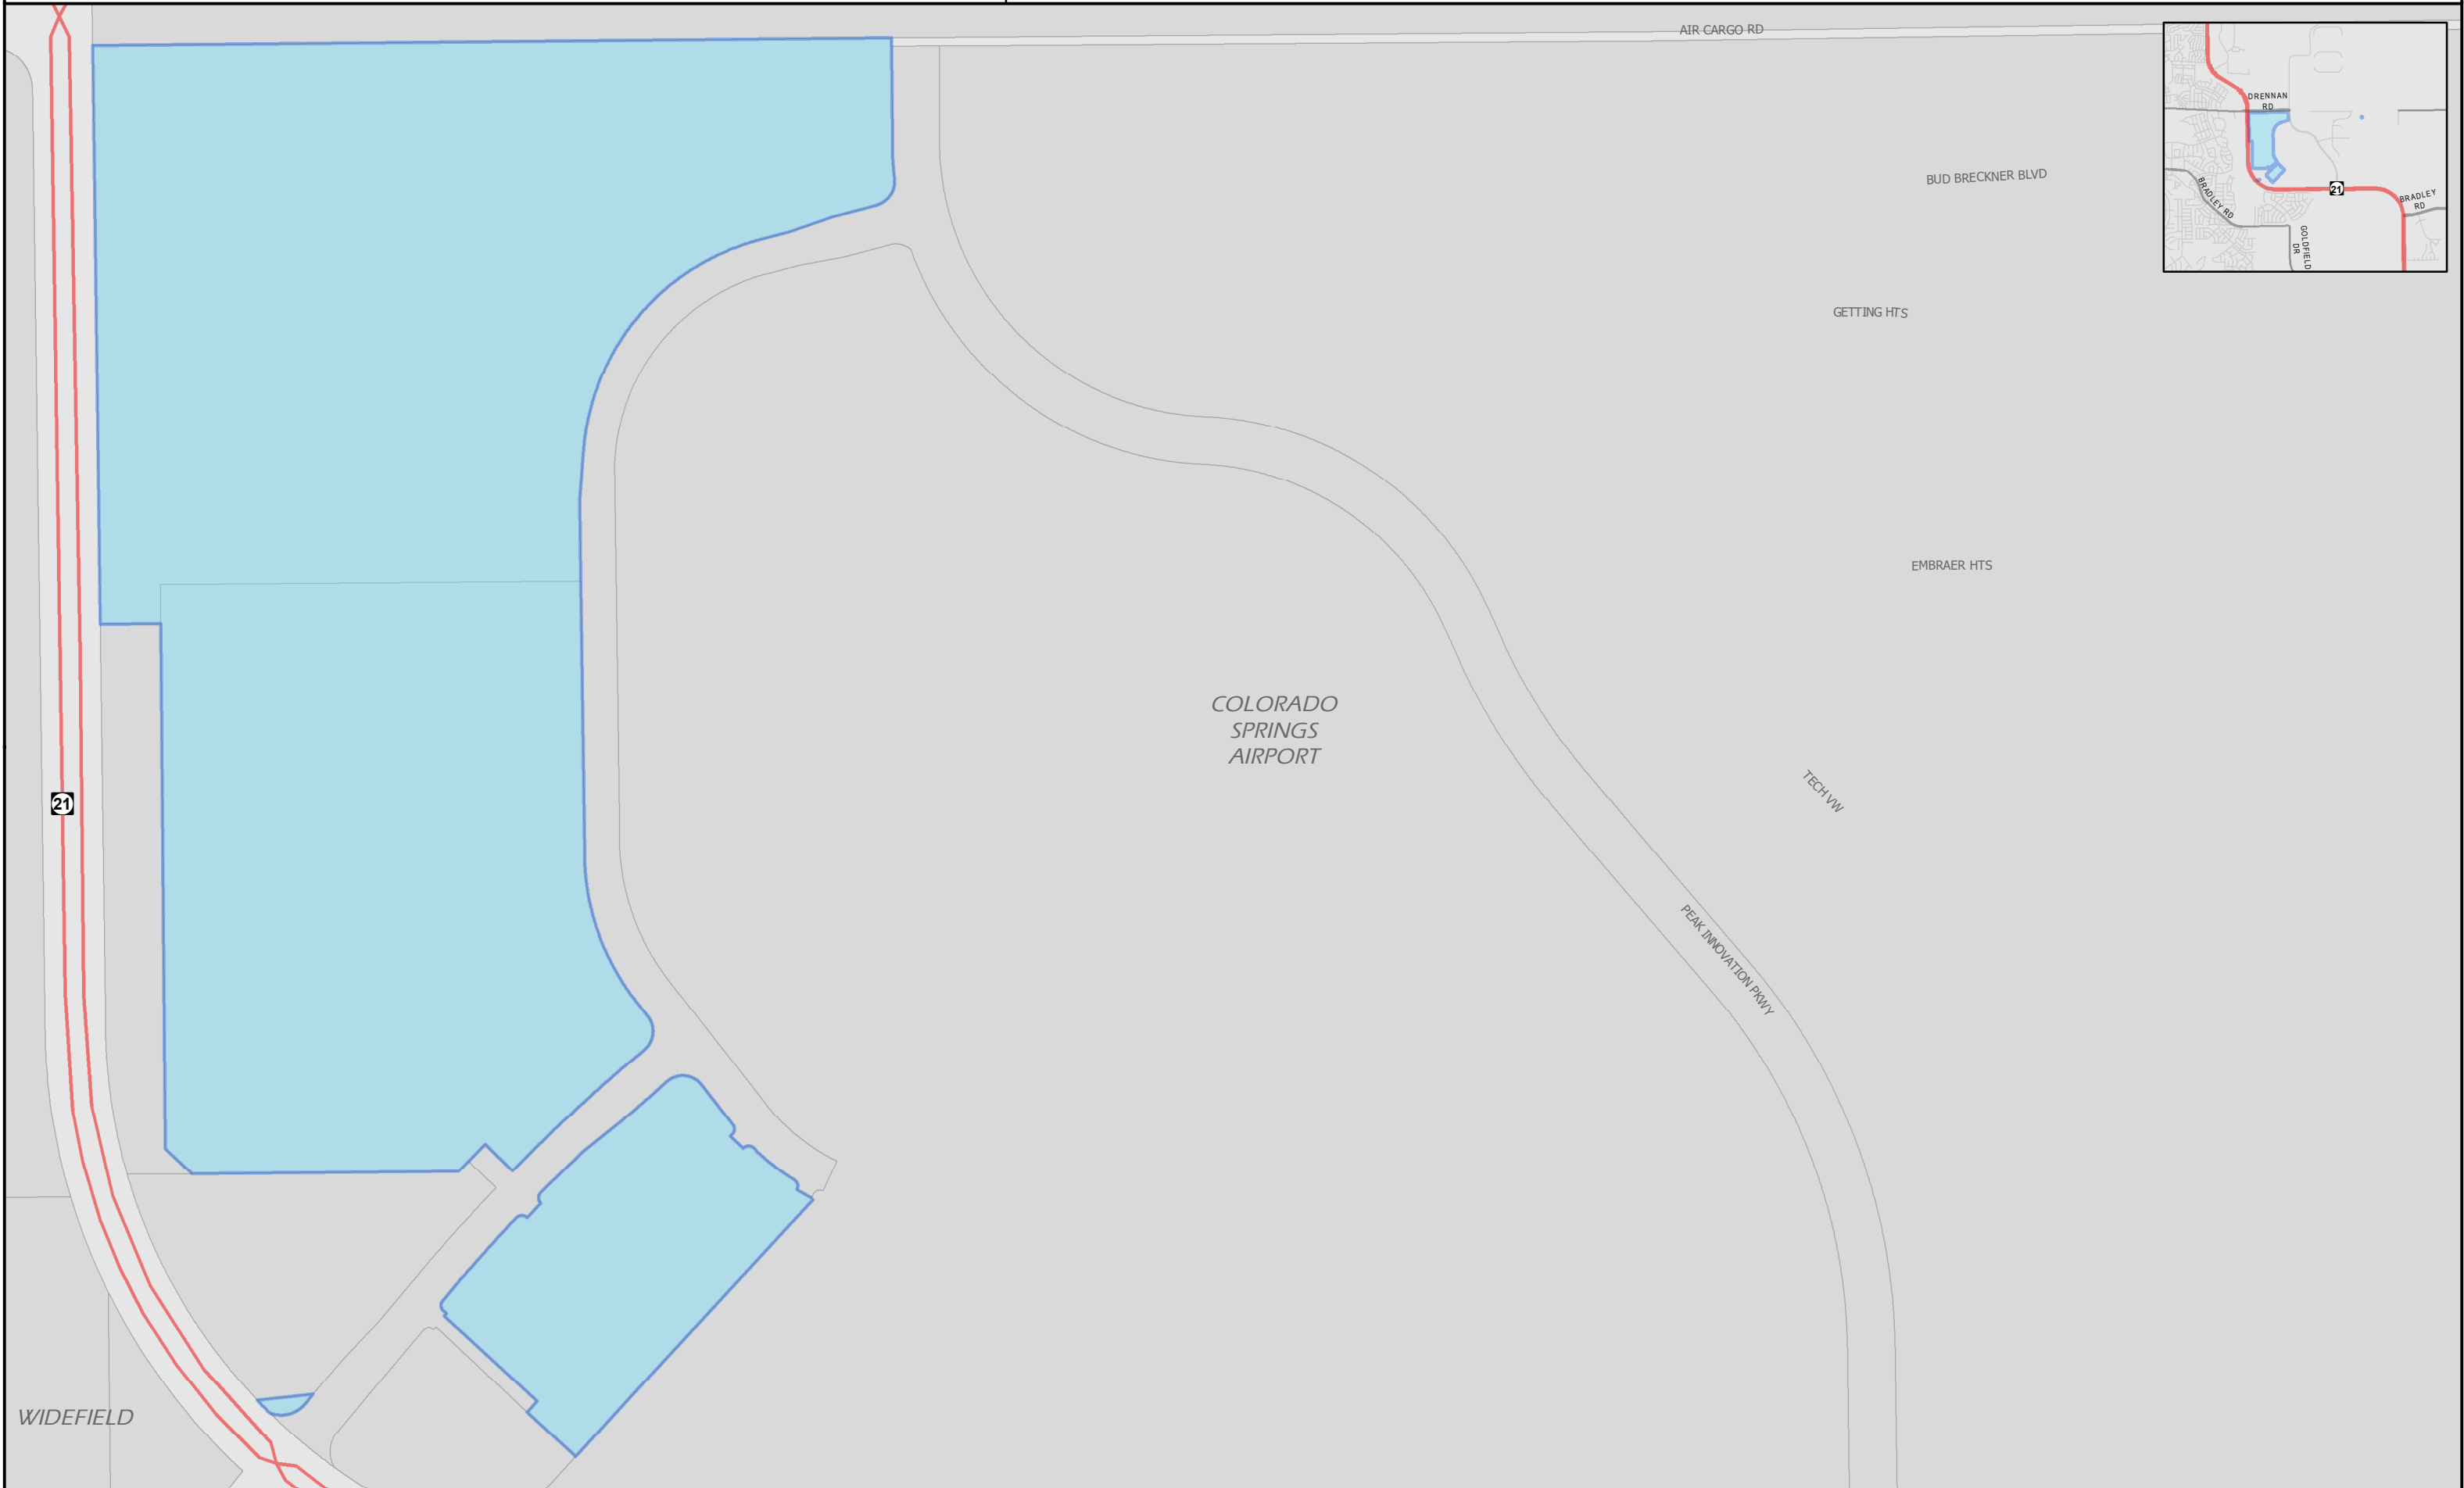 AIR CARGO RD
DRENNAN
RD
BUD BRECKNER BLVD
BRADLEY RD
21
BRADLEY
RD
GOLDFIELD
DR
GETTING HTS
EMBRAER HTS
COLORADO
SPRINGS
AIRPORT
TECH VW
21
PEAK INNOVATION PKWY
WIDEFIELD